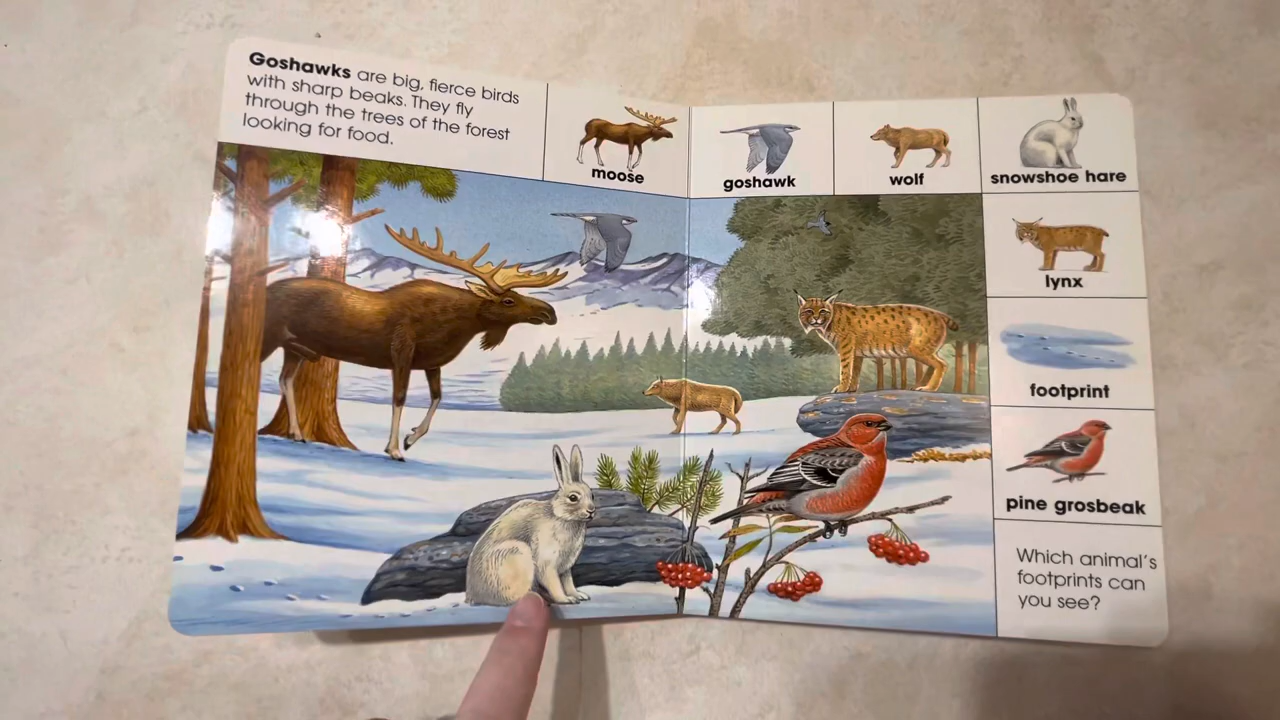 Goshawks are big, fierce birds
with sharp beaks. They fly
through the trees of the forest
looking for food.
moose
goshawk
wolf
snowshoe hare
lynx
footprint
pine grosbeak
Which animal's
footprints can
you see?